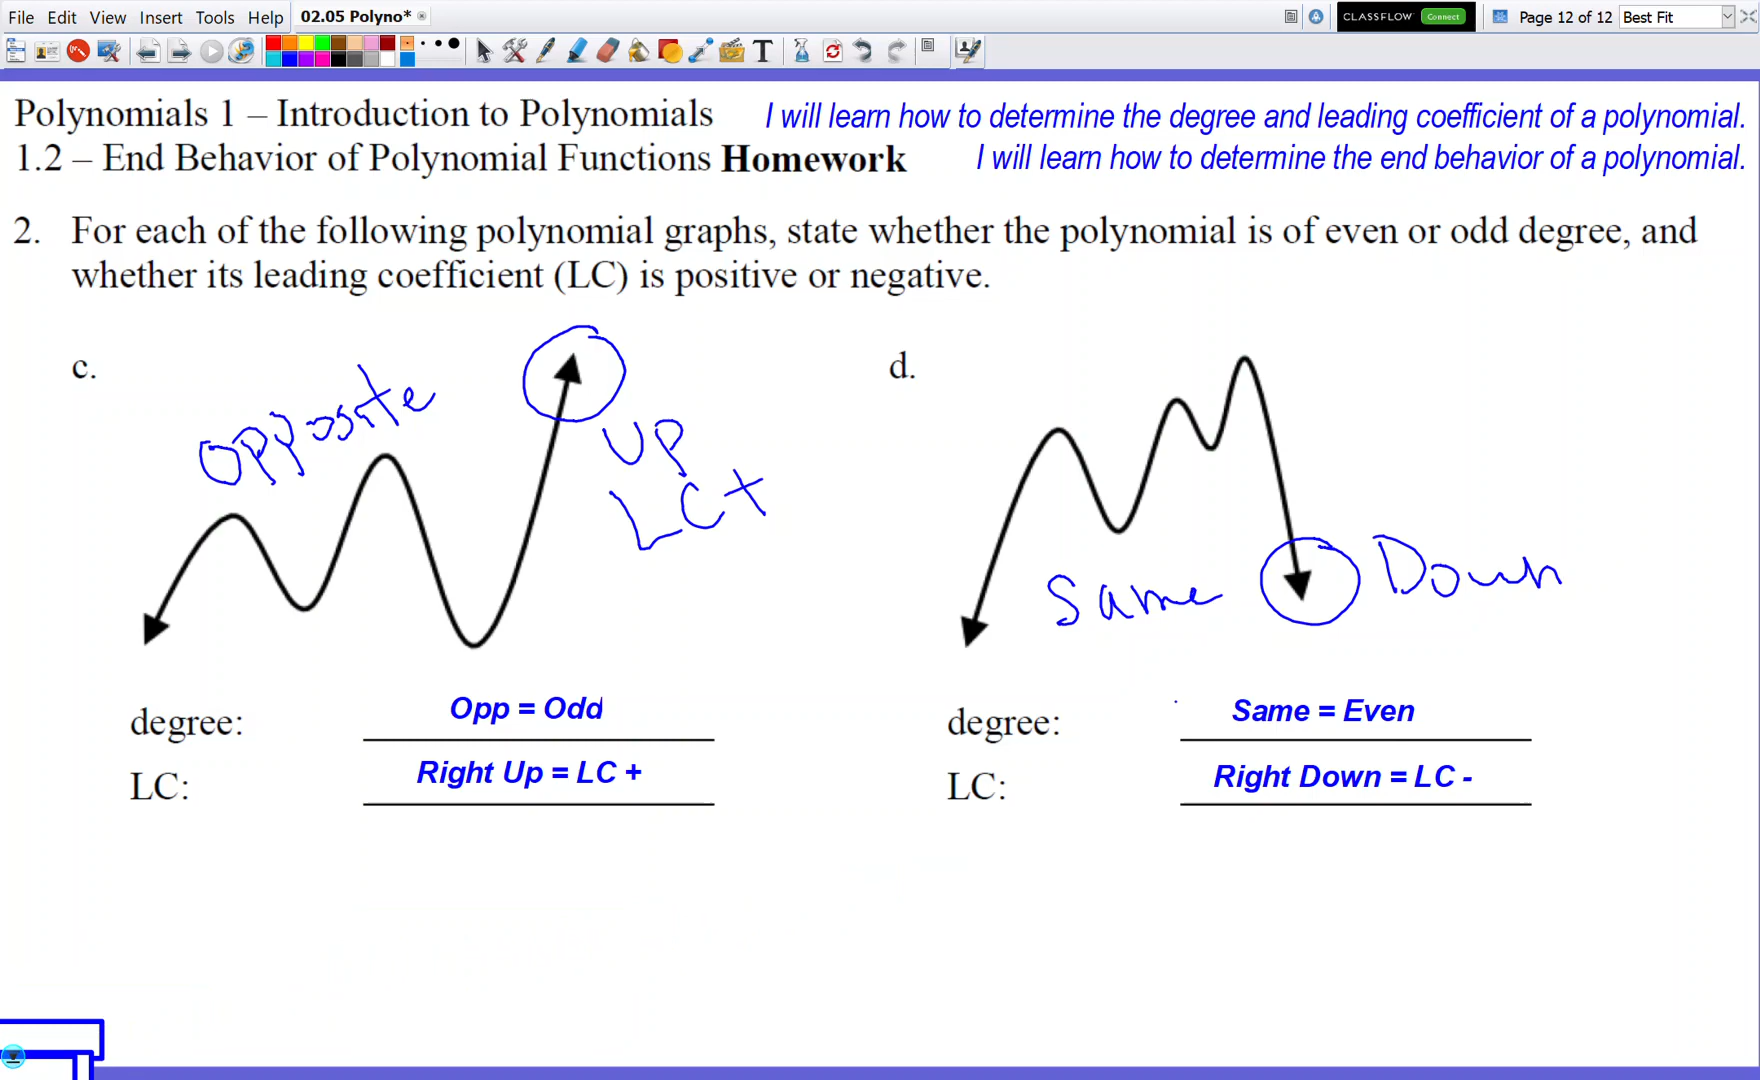 File Edit View Insert Tools Help 02.05 Polyno* CLASSFLOW Connect Page 12 of 12 Best Fit
Polynomials 1 – Introduction to Polynomials I will learn how to determine the degree and leading coefficient of a polynomial.
1.2 – End Behavior of Polynomial Functions Homework I will learn how to determine the end behavior of a polynomial.
2. For each of the following polynomial graphs, state whether the polynomial is of even or odd degree, and
whether its leading coefficient (LC) is positive or negative.
c.
opposite
UP
LC+
degree: Opp = Odd
LC: Right Up = LC +
d.
Same
Down
degree: Same = Even
LC: Right Down = LC -